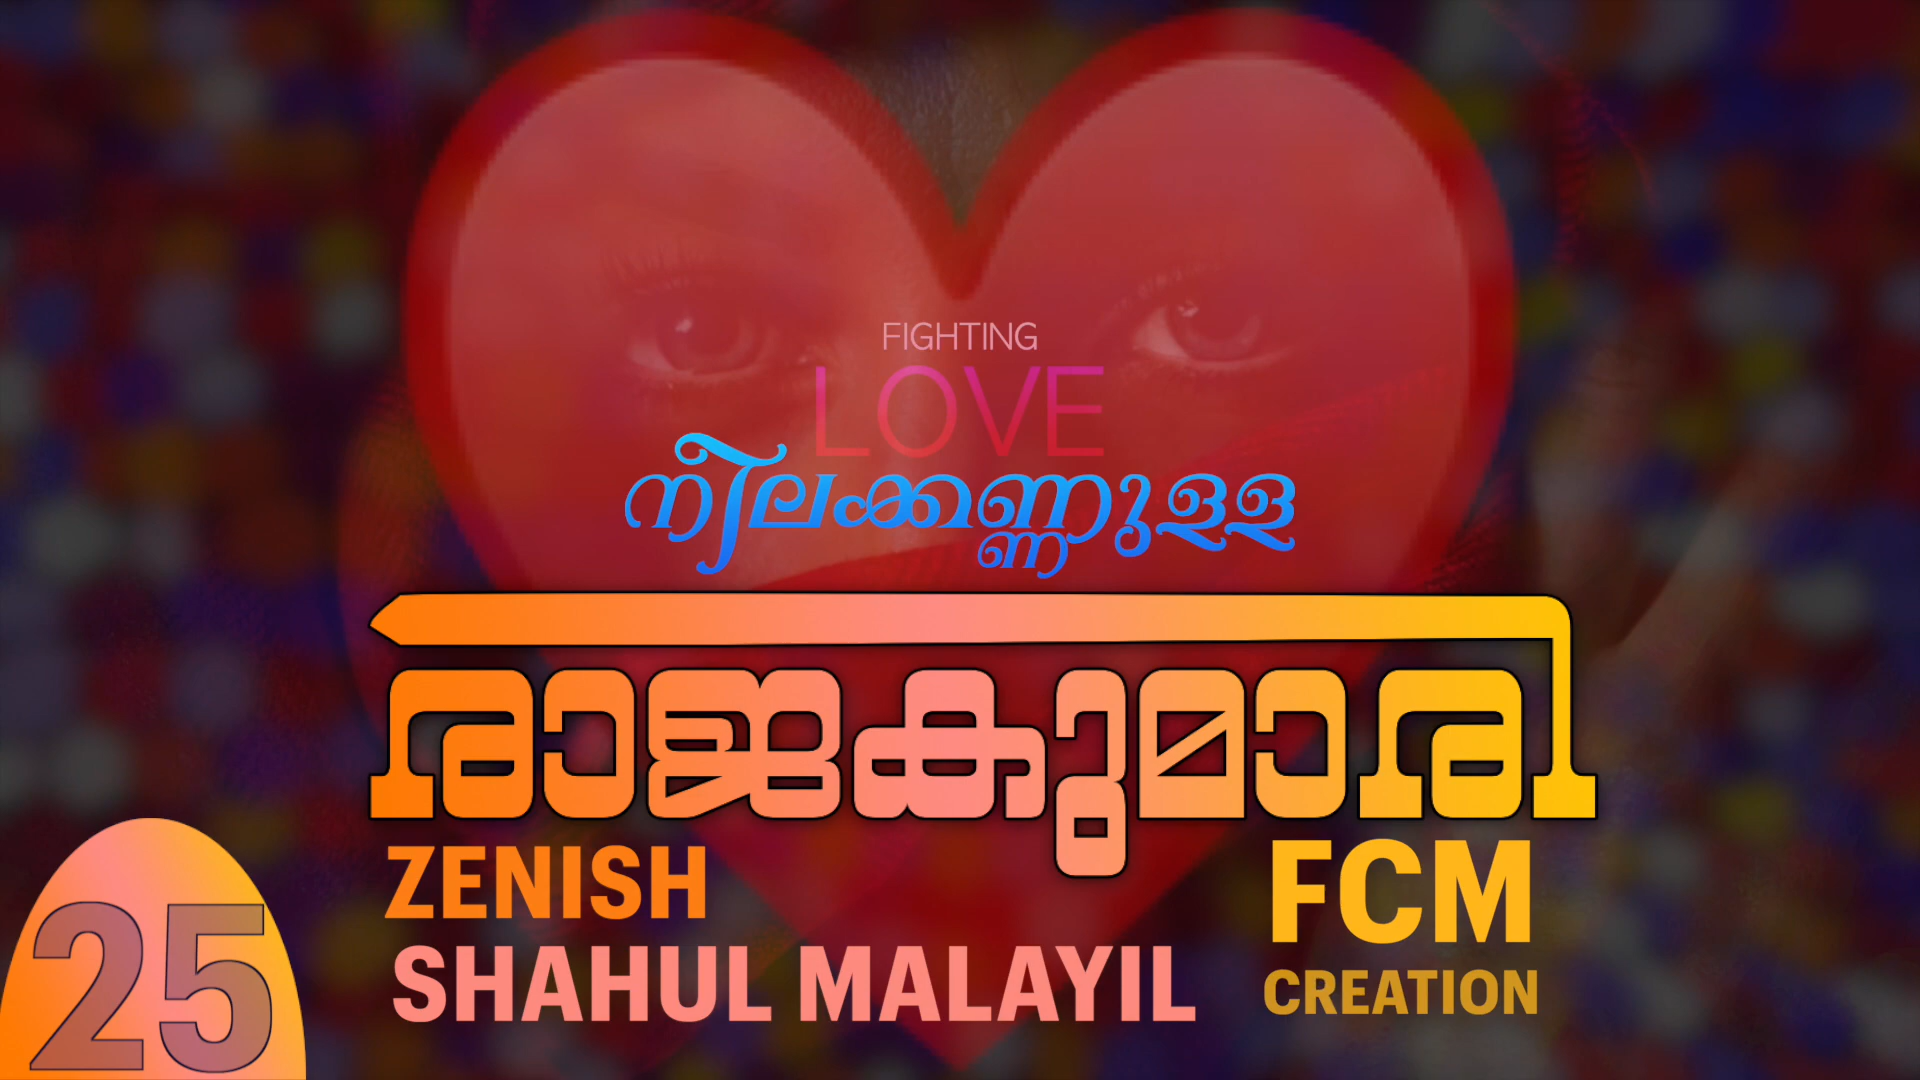 FIGHTING
LOVE
നീലക്കണ്ണുള്ള
രാജകുമാരി
ZENISH
SHAHUL MALAYIL
FCM
CREATION
25